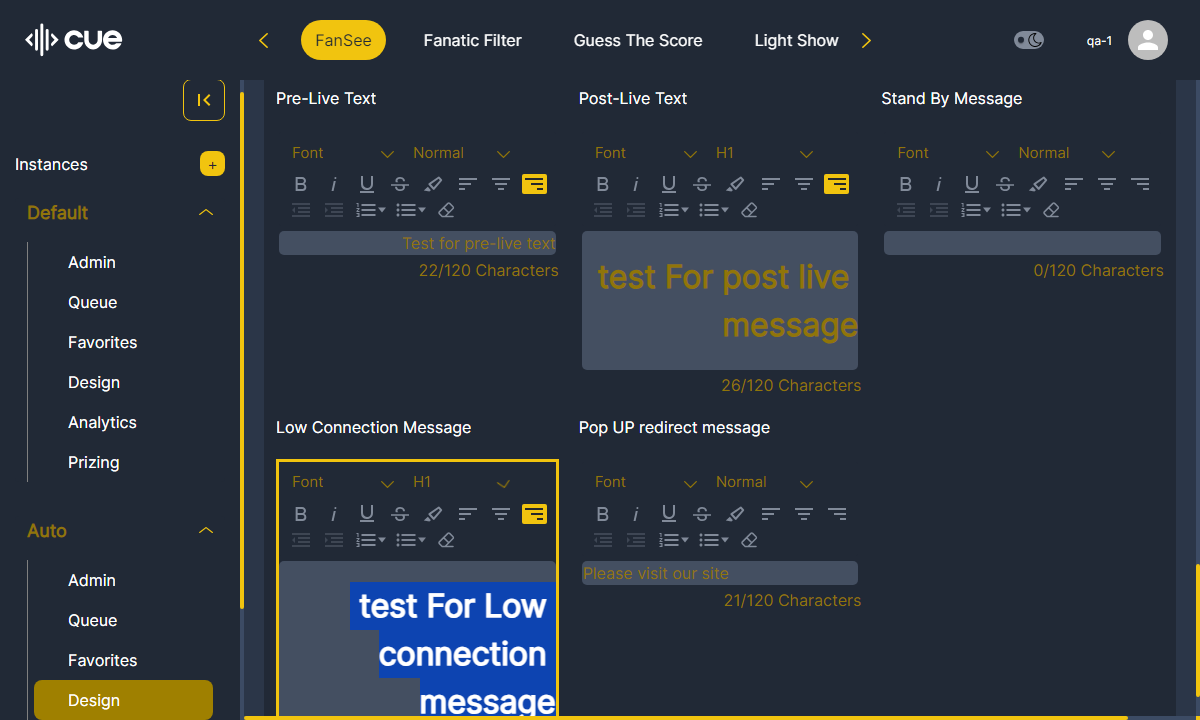 cue
FanSee
Fanatic Filter
Guess The Score
Light Show
qa-1
Instances
+
Default
Admin
Queue
Favorites
Design
Analytics
Prizing
Auto
Admin
Queue
Favorites
Design
Pre-Live Text
Font
Normal
Test for pre-live text
22/120 Characters
Post-Live Text
Font
H1
test For post live
message
26/120 Characters
Stand By Message
Font
Normal
0/120 Characters
Low Connection Message
Font
H1
test For Low
connection
message
Pop UP redirect message
Font
Normal
Please visit our site
21/120 Characters